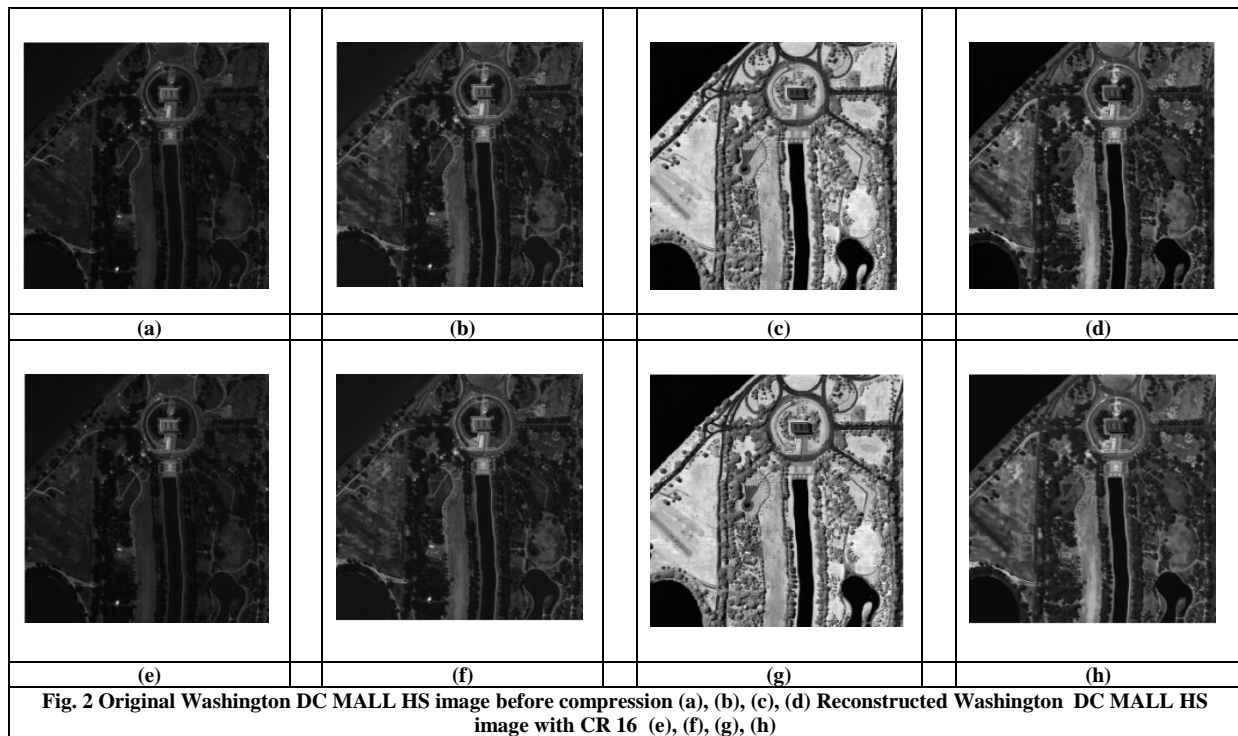 (a) (b) (c) (d)
(e) (f) (g) (h)
Fig. 2 Original Washington DC MALL HS image before compression (a), (b), (c), (d) Reconstructed Washington DC MALL HS
image with CR 16 (e), (f), (g), (h)